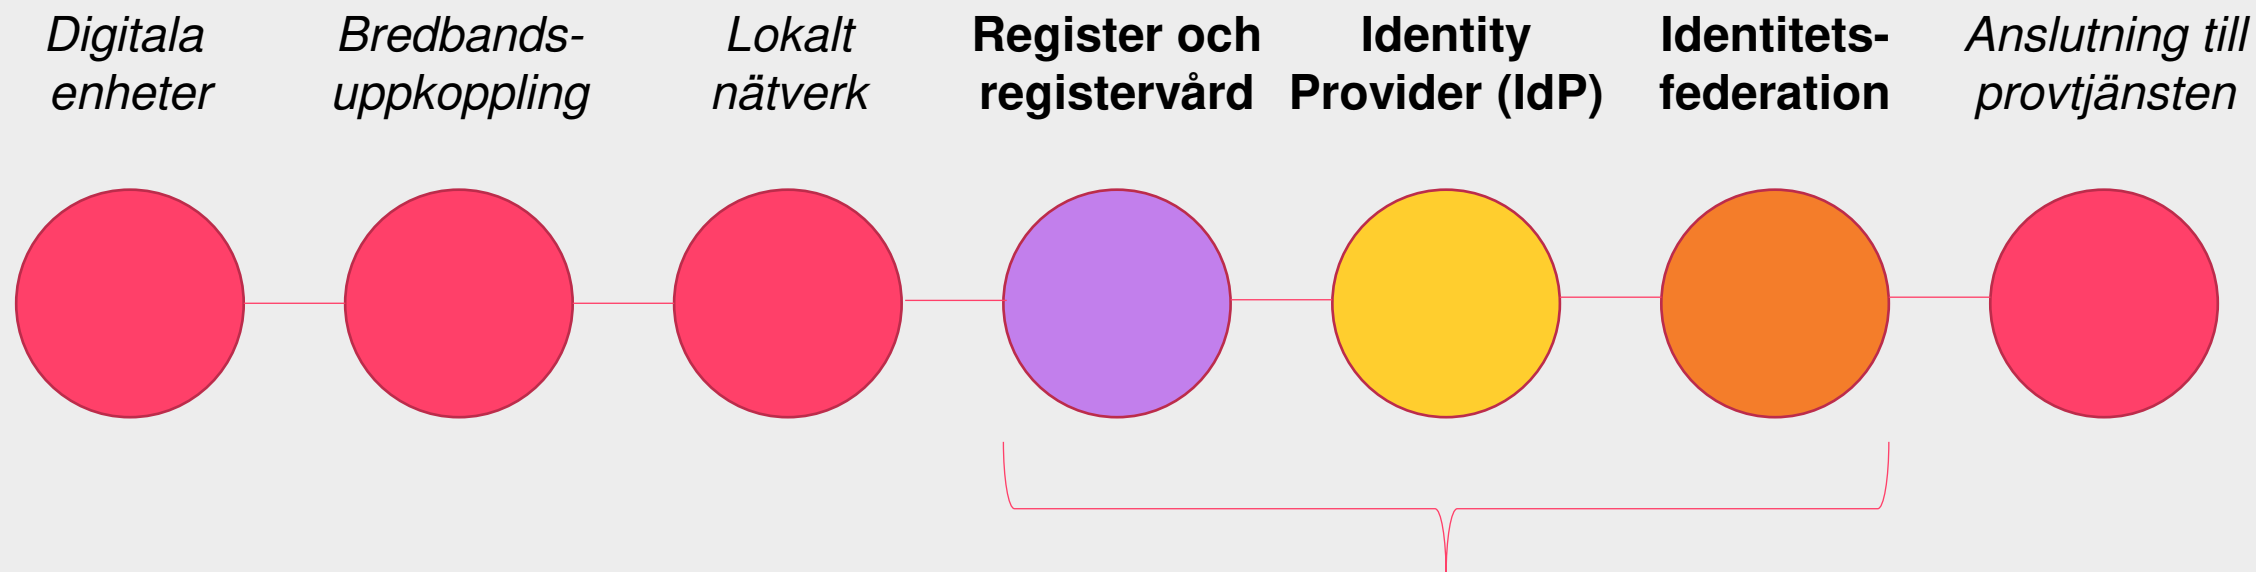 Digitala
enheter
Bredbands-
uppkoppling
Lokalt
nätverk
Register och
registervård
Identity
Provider (IdP)
Identitets-
federation
Anslutning till
provtjänsten